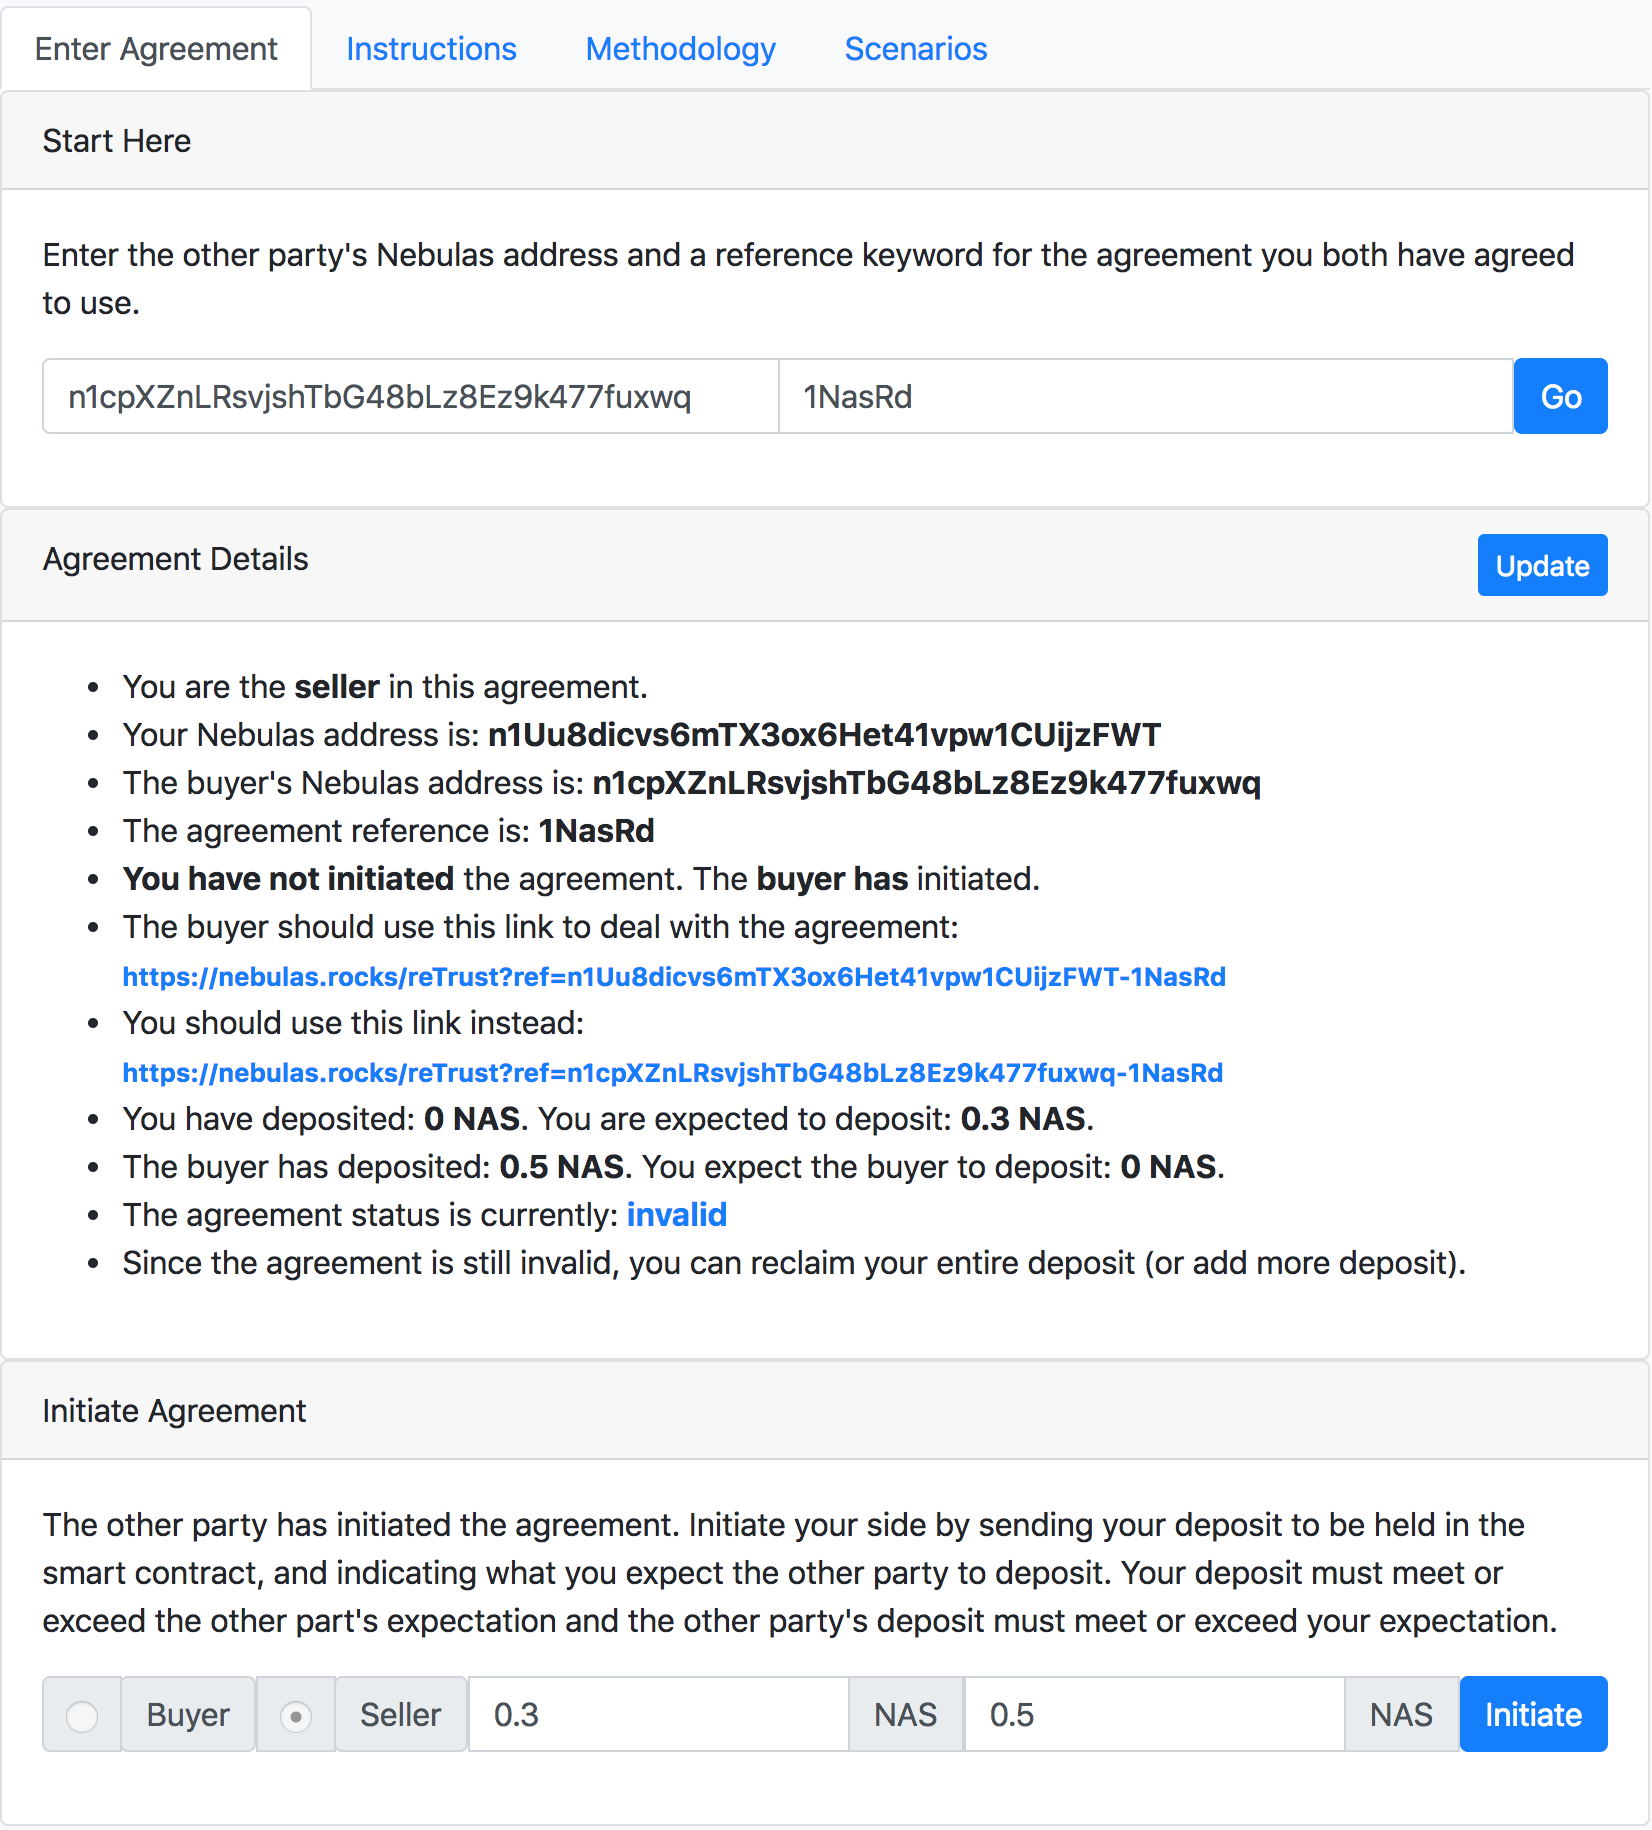 Enter Agreement Instructions Methodology Scenarios
Start Here
Enter the other party's Nebulas address and a reference keyword for the agreement you both have agreed
to use.
n1cpXZnLRsvjshTbG48bLz8Ez9k477fuxwq 1NasRd Go
Agreement Details Update
• You are the seller in this agreement.
• Your Nebulas address is: n1Uu8dicvs6mTX3ox6Het41vpw1CUijzFWT
• The buyer's Nebulas address is: n1cpXZnLRsvjshTbG48bLz8Ez9k477fuxwq
• The agreement reference is: 1NasRd
• You have not initiated the agreement. The buyer has initiated.
• The buyer should use this link to deal with the agreement:
https://nebulas.rocks/reTrust?ref=n1Uu8dicvs6mTX3ox6Het41vpw1CUijzFWT-1NasRd
• You should use this link instead:
https://nebulas.rocks/reTrust?ref=n1cpXZnLRsvjshTbG48bLz8Ez9k477fuxwq-1NasRd
• You have deposited: 0 NAS. You are expected to deposit: 0.3 NAS.
• The buyer has deposited: 0.5 NAS. You expect the buyer to deposit: 0 NAS.
• The agreement status is currently: invalid
• Since the agreement is still invalid, you can reclaim your entire deposit (or add more deposit).
Initiate Agreement
The other party has initiated the agreement. Initiate your side by sending your deposit to be held in the
smart contract, and indicating what you expect the other party to deposit. Your deposit must meet or
exceed the other part's expectation and the other party's deposit must meet or exceed your expectation.
Buyer Seller 0.3 NAS 0.5 NAS Initiate